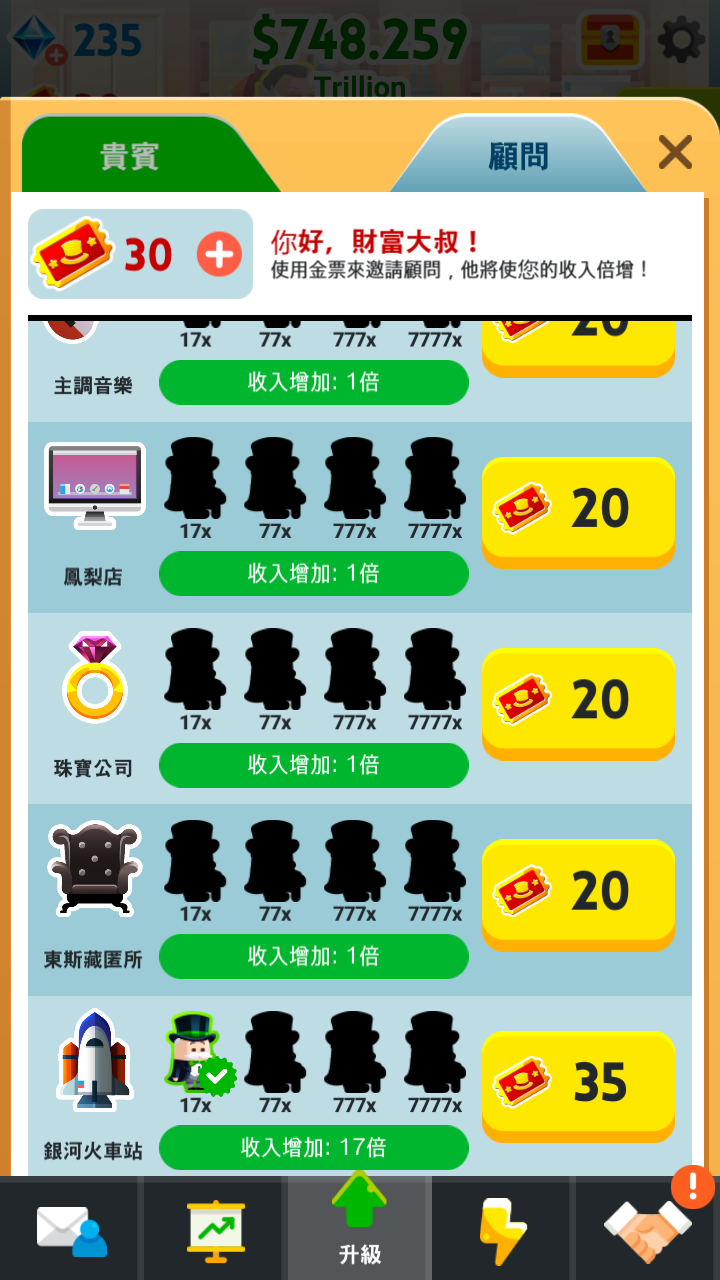 235
$748.259
Trillion
貴賓
顧問
30
你好，財富大叔！
使用金票來邀請顧問，他將使您的收入倍增！
17x 77x 777x 7777x
20
主調音樂
收入增加: 1倍
17x 77x 777x 7777x
20
鳳梨店
收入增加: 1倍
17x 77x 777x 7777x
20
珠寶公司
收入增加: 1倍
17x 77x 777x 7777x
20
東斯藏匿所
收入增加: 1倍
17x 77x 777x 7777x
35
銀河火車站
收入增加: 17倍
升級